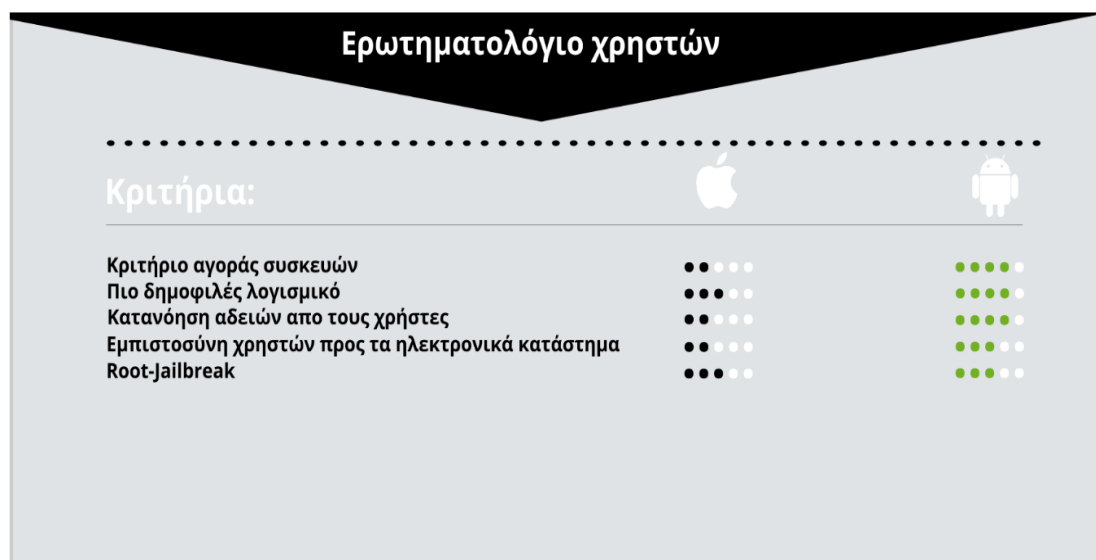 Ερωτηματολόγιο χρηστών
Κριτήρια:
Κριτήριο αγοράς συσκευών
Πιο δημοφιλές λογισμικό
Κατανόηση αδειών απο τους χρήστες
Εμπιστοσύνη χρηστών προς τα ηλεκτρονικά κατάστημα
Root-Jailbreak